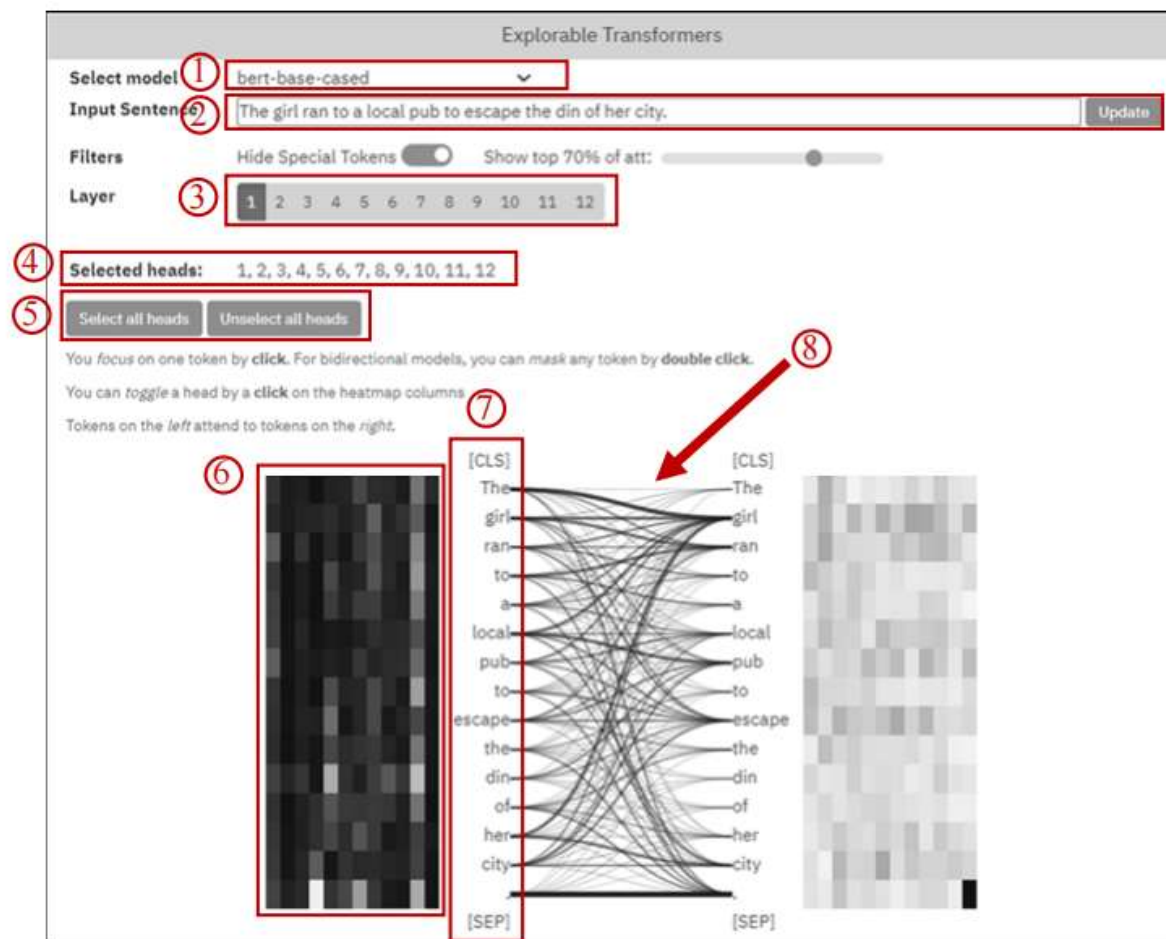 Explorable Transformers
Select model ① bert-base-cased
Input Sentence ② The girl ran to a local pub to escape the din of her city. Update
Filters Hide Special Tokens Show top 70% of att:
Layer ③ 1 2 3 4 5 6 7 8 9 10 11 12
④ Selected heads: 1, 2, 3, 4, 5, 6, 7, 8, 9, 10, 11, 12
⑤ Select all heads Unselect all heads
You focus on one token by click. For bidirectional models, you can mask any token by double click.
⑧
You can toggle a head by a click on the heatmap columns
⑦
Tokens on the left attend to tokens on the right.
⑥
[CLS] [CLS]
The The
girl girl
ran ran
to to
a a
local local
pub pub
to to
escape escape
the the
din din
of of
her her
city city
. .
[SEP] [SEP]